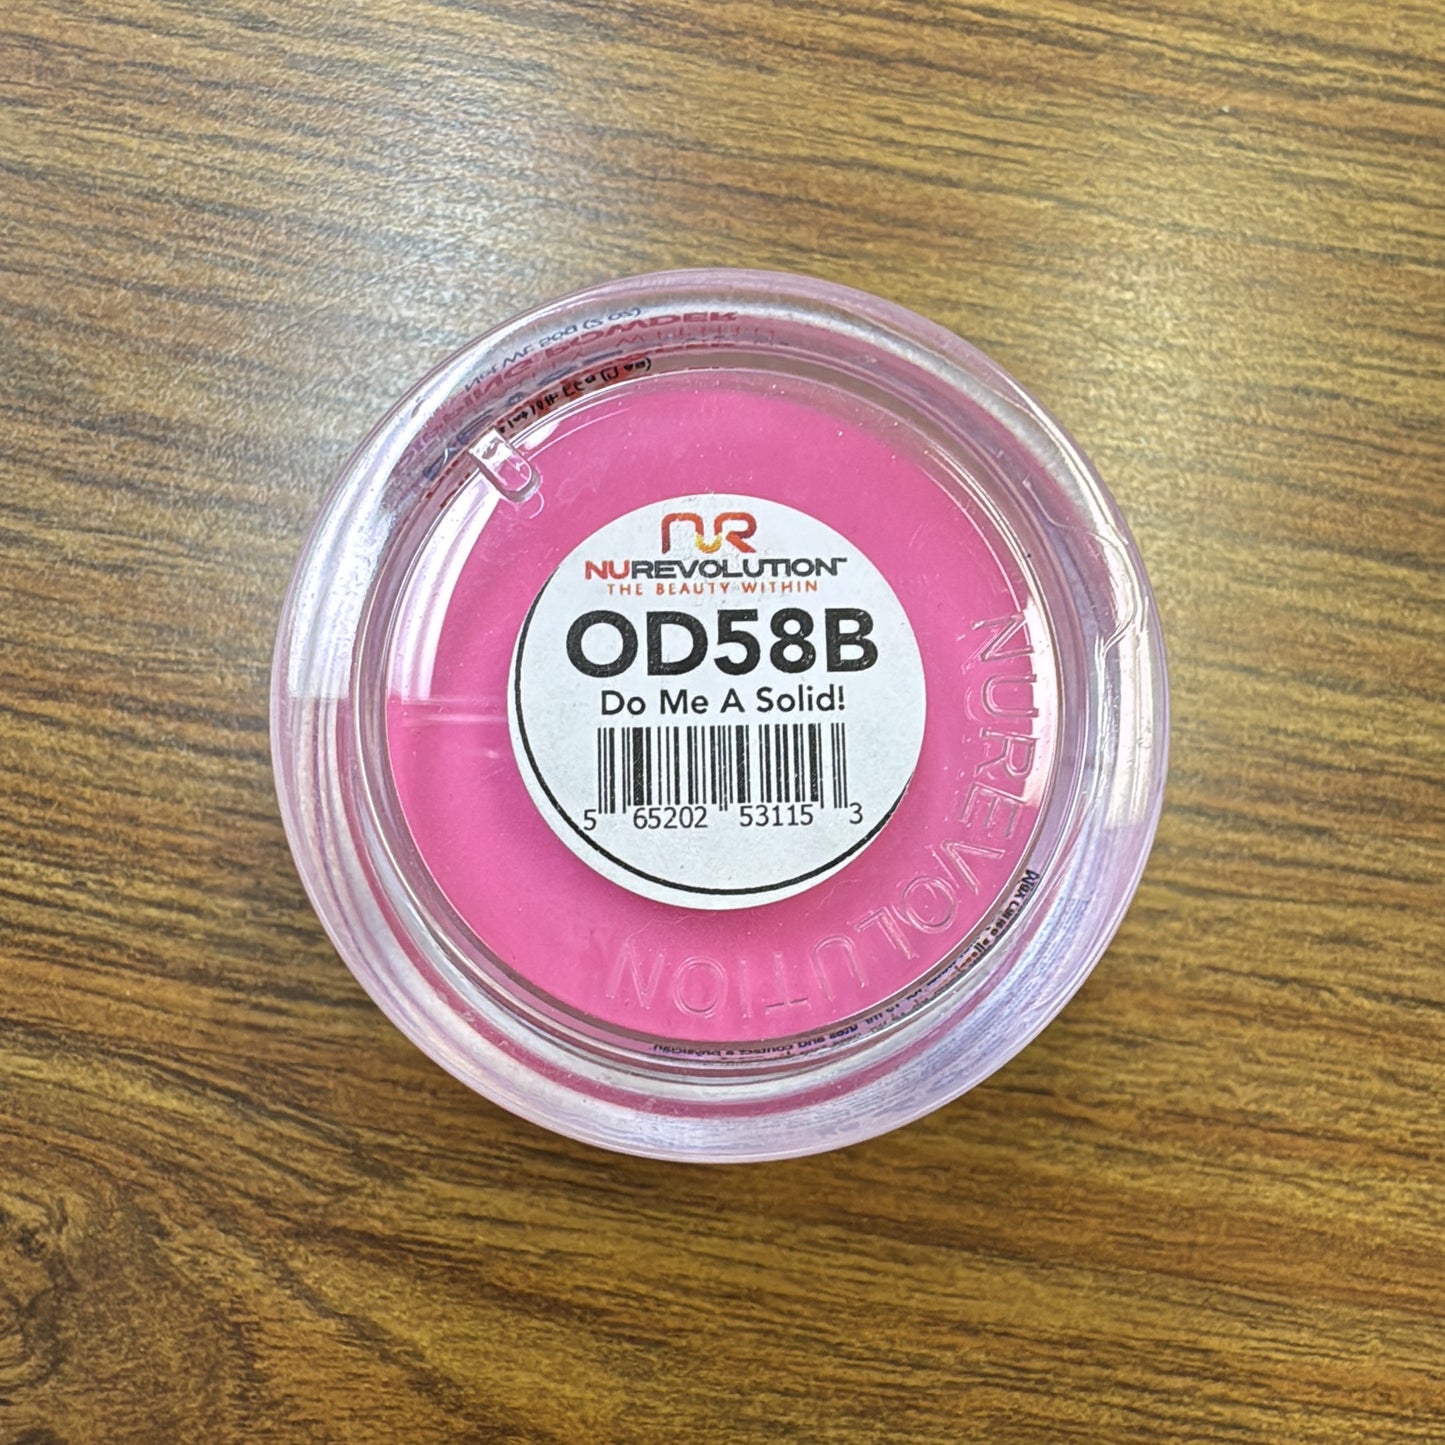 NR
NUREVOLUTION
THE BEAUTY WITHIN
OD58B
Do Me A Solid!
5 65202 53115 3
NUREVOLUTION